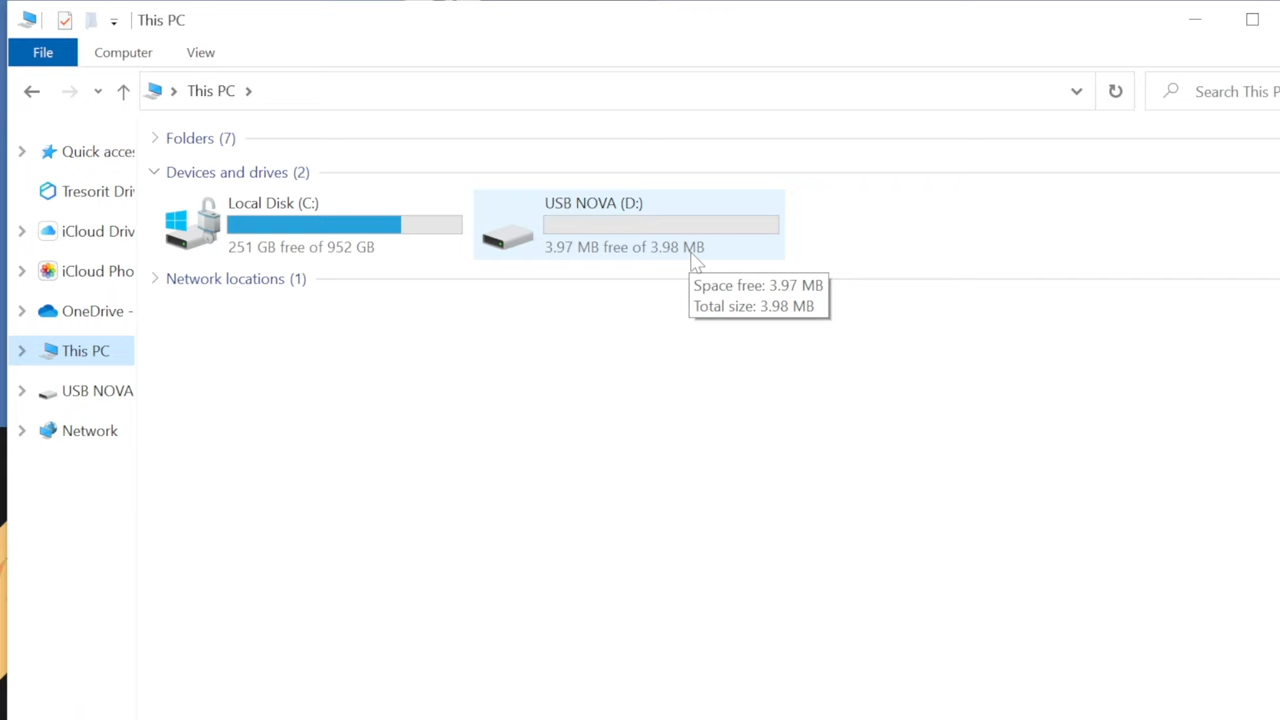 This PC
File
Computer
View
This PC
Search This P
Folders (7)
Devices and drives (2)
Local Disk (C:)
251 GB free of 952 GB
USB NOVA (D:)
3.97 MB free of 3.98 MB
Space free: 3.97 MB
Total size: 3.98 MB
Network locations (1)
Quick acces
Tresorit Driv
iCloud Driv
iCloud Pho
OneDrive -
This PC
USB NOVA
Network